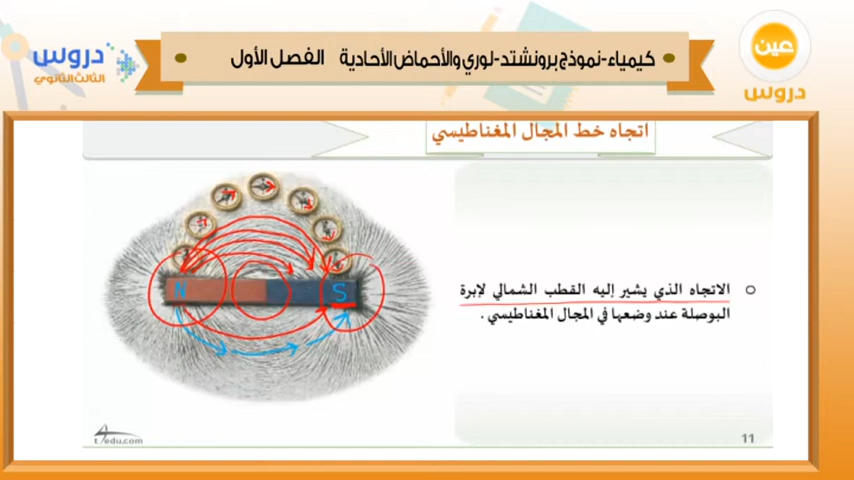 كيمياء-نموذج برونشتد-لوري والأحماض الأحادية الفصل الأول
دروس
الثالث الثانوي
عين
دروس
اتجاه خط المجال المغناطيسي
الاتجاه الذي يشير إليه القطب الشمالي لإبرة
البوصلة عند وضعها في المجال المغناطيسي .
N
S
t4edu.com
11